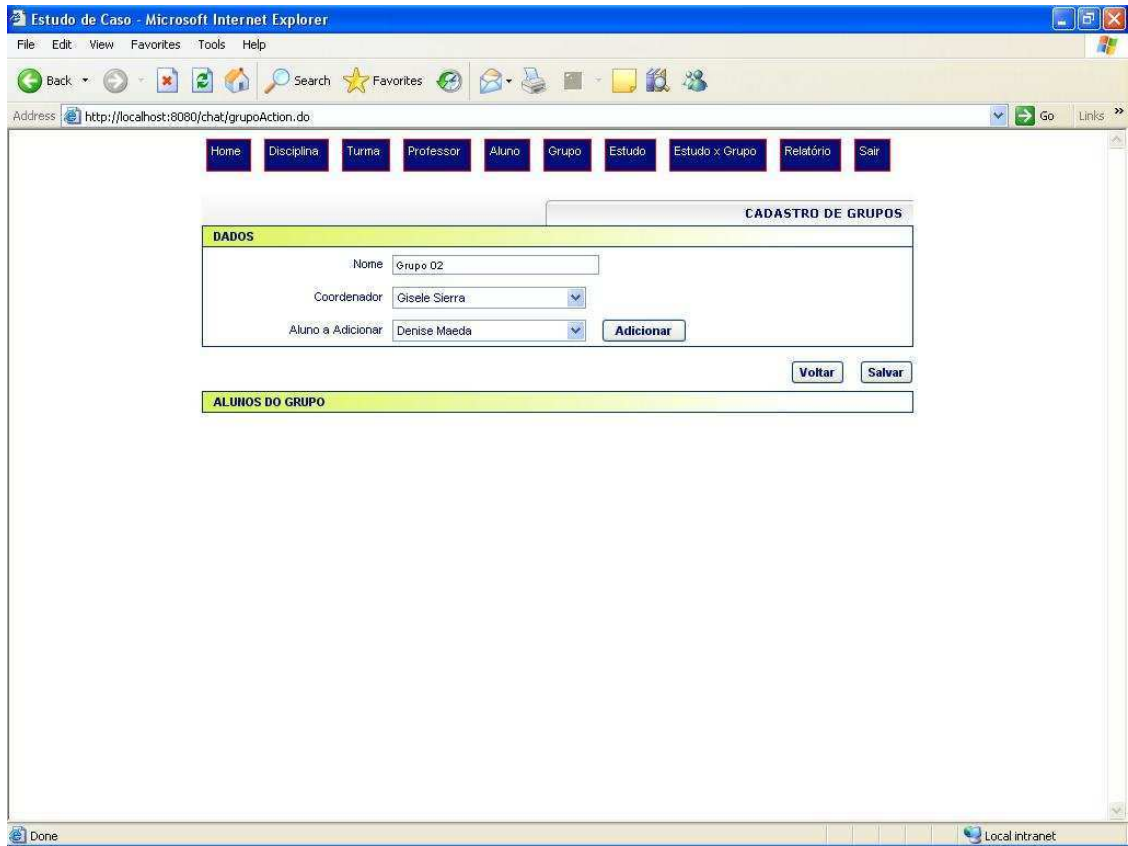 Estudo de Caso - Microsoft Internet Explorer
File Edit View Favorites Tools Help
Back Search Favorites
Address http://localhost:8080/chat/grupoAction.do Go Links »
Home Disciplina Turma Professor Aluno Grupo Estudo Estudo x Grupo Relatório Sair
CADASTRO DE GRUPOS
DADOS
Nome Grupo 02
Coordenador Gisele Sierra
Aluno a Adicionar Denise Maeda Adicionar
Voltar Salvar
ALUNOS DO GRUPO
Done Local intranet